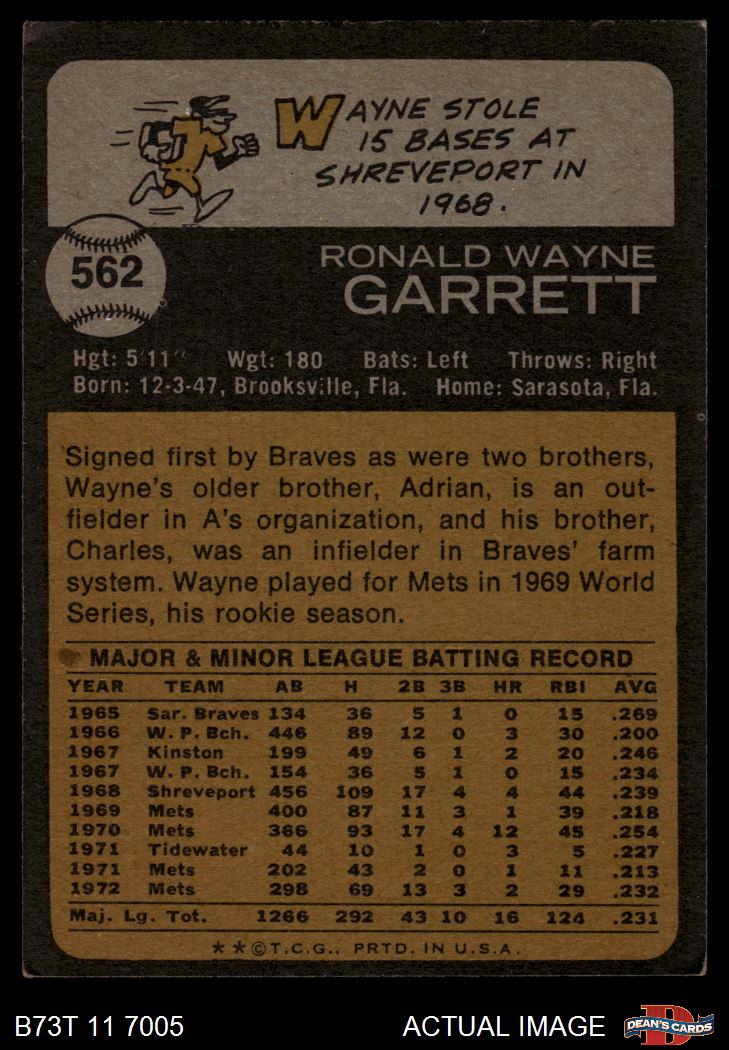 WAYNE STOLE
15 BASES AT
SHREVEPORT IN
1968.
562
RONALD WAYNE
GARRETT
Hgt: 5'11" Wgt: 180 Bats: Left Throws: Right
Born: 12-3-47, Brooksville, Fla. Home: Sarasota, Fla.
Signed first by Braves as were two brothers,
Wayne's older brother, Adrian, is an out-
fielder in A's organization, and his brother,
Charles, was an infielder in Braves' farm
system. Wayne played for Mets in 1969 World
Series, his rookie season.
MAJOR & MINOR LEAGUE BATTING RECORD
YEAR TEAM AB H 2B 3B HR RBI AVG
1965 Sar. Braves 134 36 5 1 0 15 .269
1966 W. P. Bch. 446 89 12 0 3 30 .200
1967 Kinston 199 49 6 1 2 20 .246
1967 W. P. Bch. 154 36 5 1 0 15 .234
1968 Shreveport 456 109 17 4 4 44 .239
1969 Mets 400 87 11 3 1 39 .218
1970 Mets 366 93 17 4 12 45 .254
1971 Tidewater 44 10 1 0 3 5 .227
1971 Mets 202 43 2 0 1 11 .213
1972 Mets 298 69 13 3 2 29 .232
Maj. Lg. Tot. 1266 292 43 10 16 124 .231
**©T.C.G., PRTD. IN U.S.A.
B73T 11 7005 ACTUAL IMAGE DEAN'S CARDS